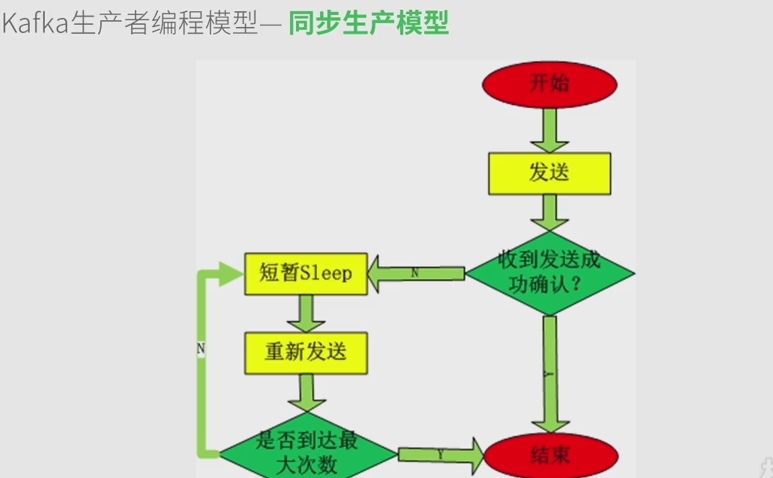 Kafka生产者编程模型— 同步生产模型
开始
发送
收到发送成
功确认?
N
短暂Sleep
重新发送
N
Y
是否到达最
大次数
Y
结束